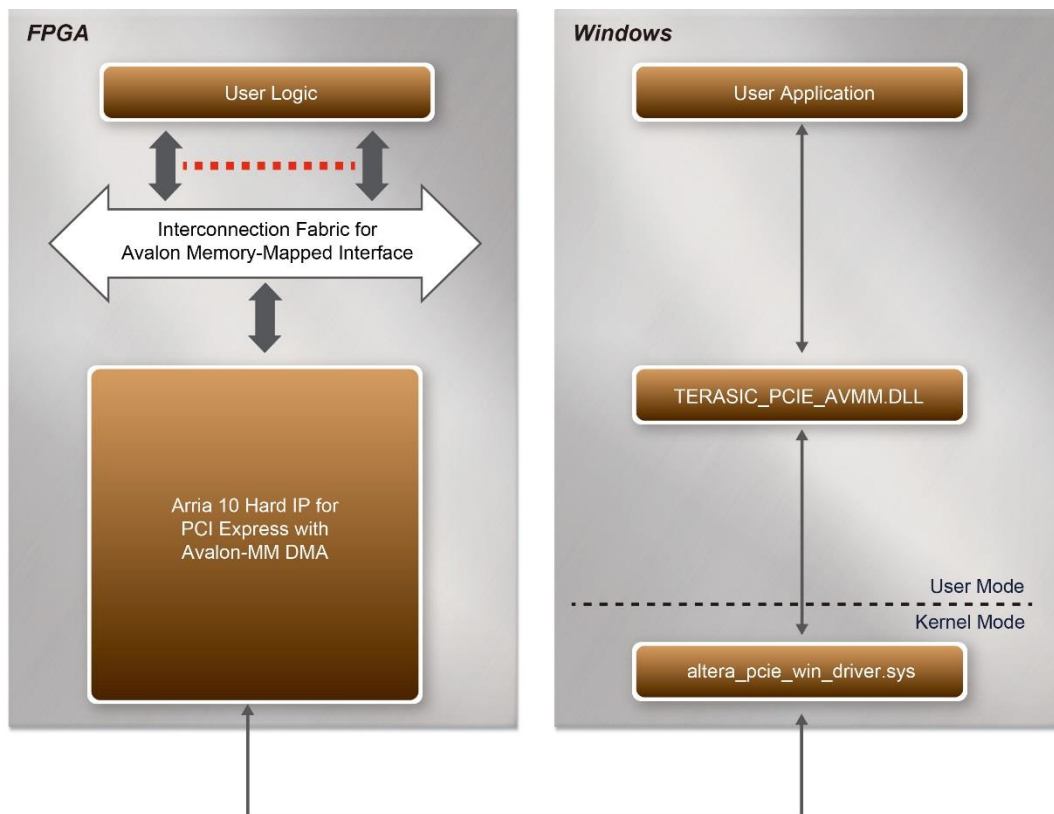 FPGA
User Logic
Interconnection Fabric for
Avalon Memory-Mapped Interface
Arria 10 Hard IP for
PCI Express with
Avalon-MM DMA
Windows
User Application
TERASIC_PCIE_AVMM.DLL
User Mode
Kernel Mode
altera_pcie_win_driver.sys